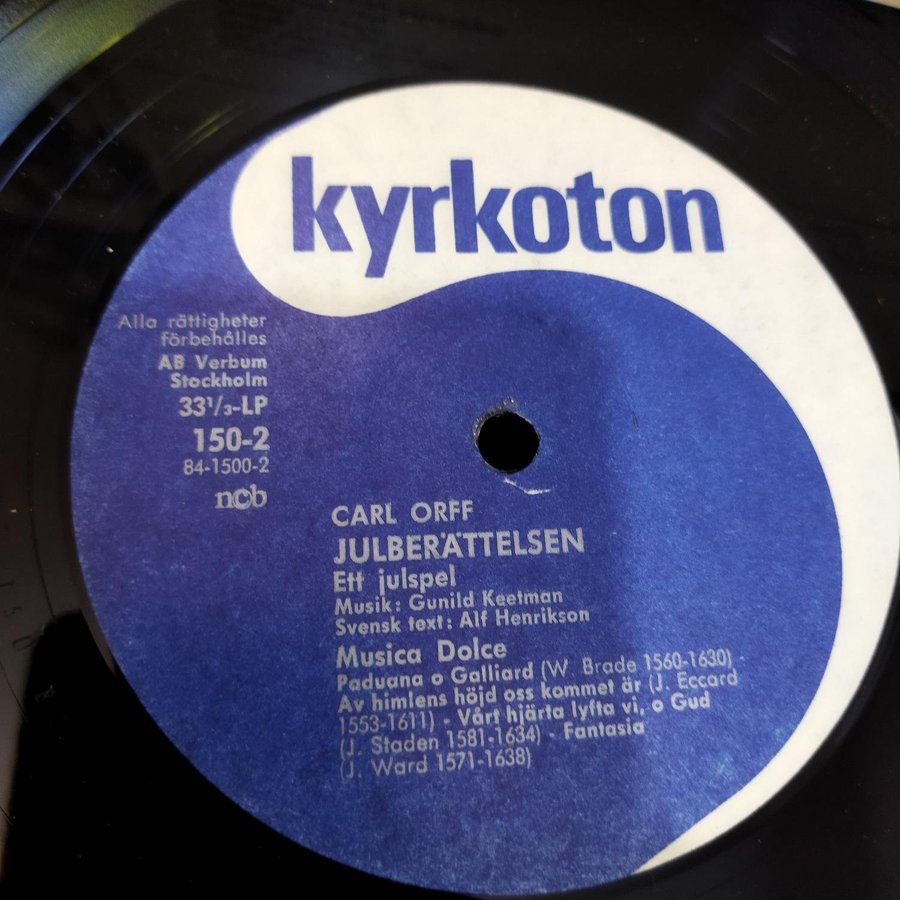 kyrkoton
Alla rättigheter
förbehålles
AB Verbum
Stockholm
33¹/₃-LP
150-2
84-1500-2
ncb
CARL ORFF
JULBERÄTTELSEN
Ett julspel
Musik: Gunild Keetman
Svensk text: Alf Henrikson
Musica Dolce
Paduana o Galliard (W. Brade 1560-1630) -
Av himlens höjd oss kommet är (J. Eccard
1553-1611) - Vårt hjärta lyfta vi, o Gud
(J. Staden 1581-1634) - Fantasia
(J. Ward 1571-1638)